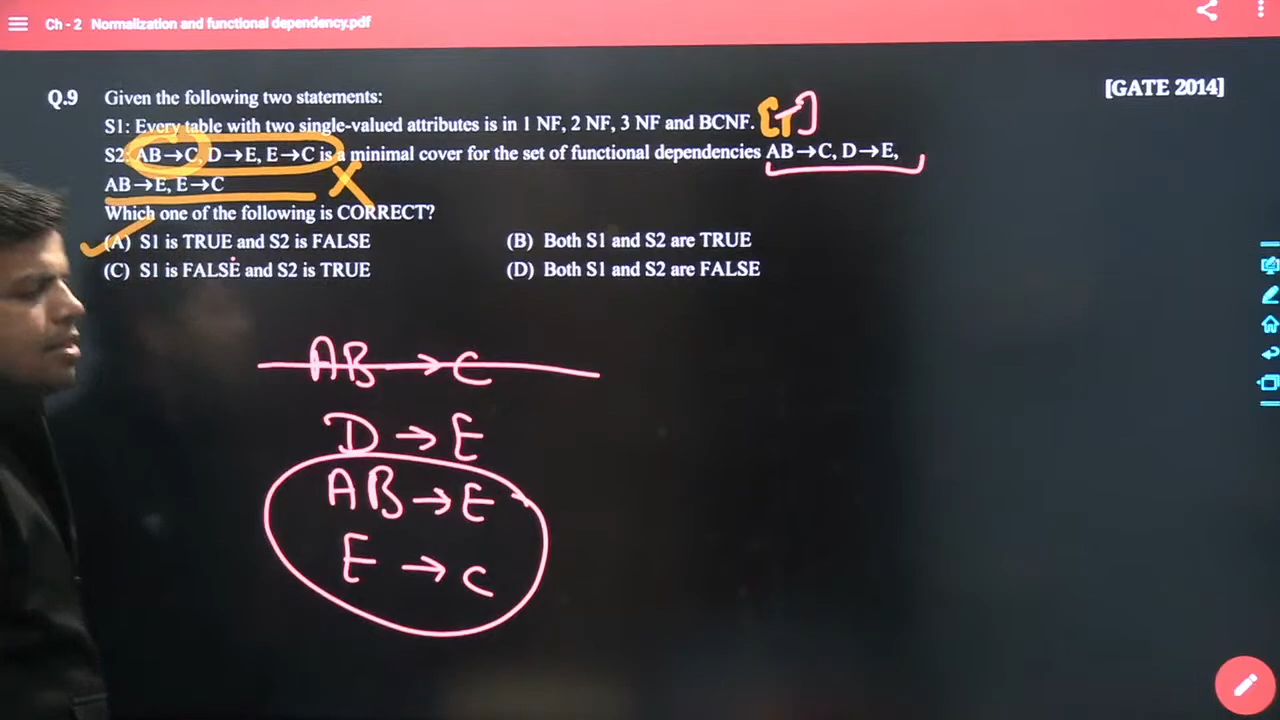 Ch - 2 Normalization and functional dependency.pdf
Q.9 Given the following two statements: [GATE 2014]
S1: Every table with two single-valued attributes is in 1 NF, 2 NF, 3 NF and BCNF. [T]
S2: AB→C, D→E, E→C is a minimal cover for the set of functional dependencies AB→C, D→E,
AB→E, E→C
Which one of the following is CORRECT?
(A) S1 is TRUE and S2 is FALSE (B) Both S1 and S2 are TRUE
(C) S1 is FALSE and S2 is TRUE (D) Both S1 and S2 are FALSE
AB → C
D → E
AB → E
E → C